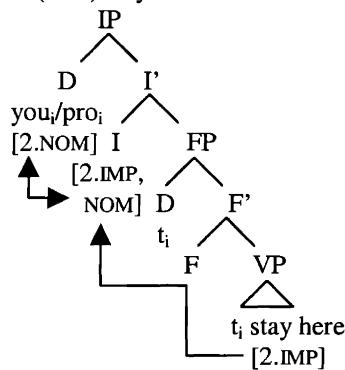 IP
D I'
you_i/pro_i
[2.NOM] I FP
[2.IMP,
NOM] D F'
t_i
F VP
t_i stay here
[2.IMP]